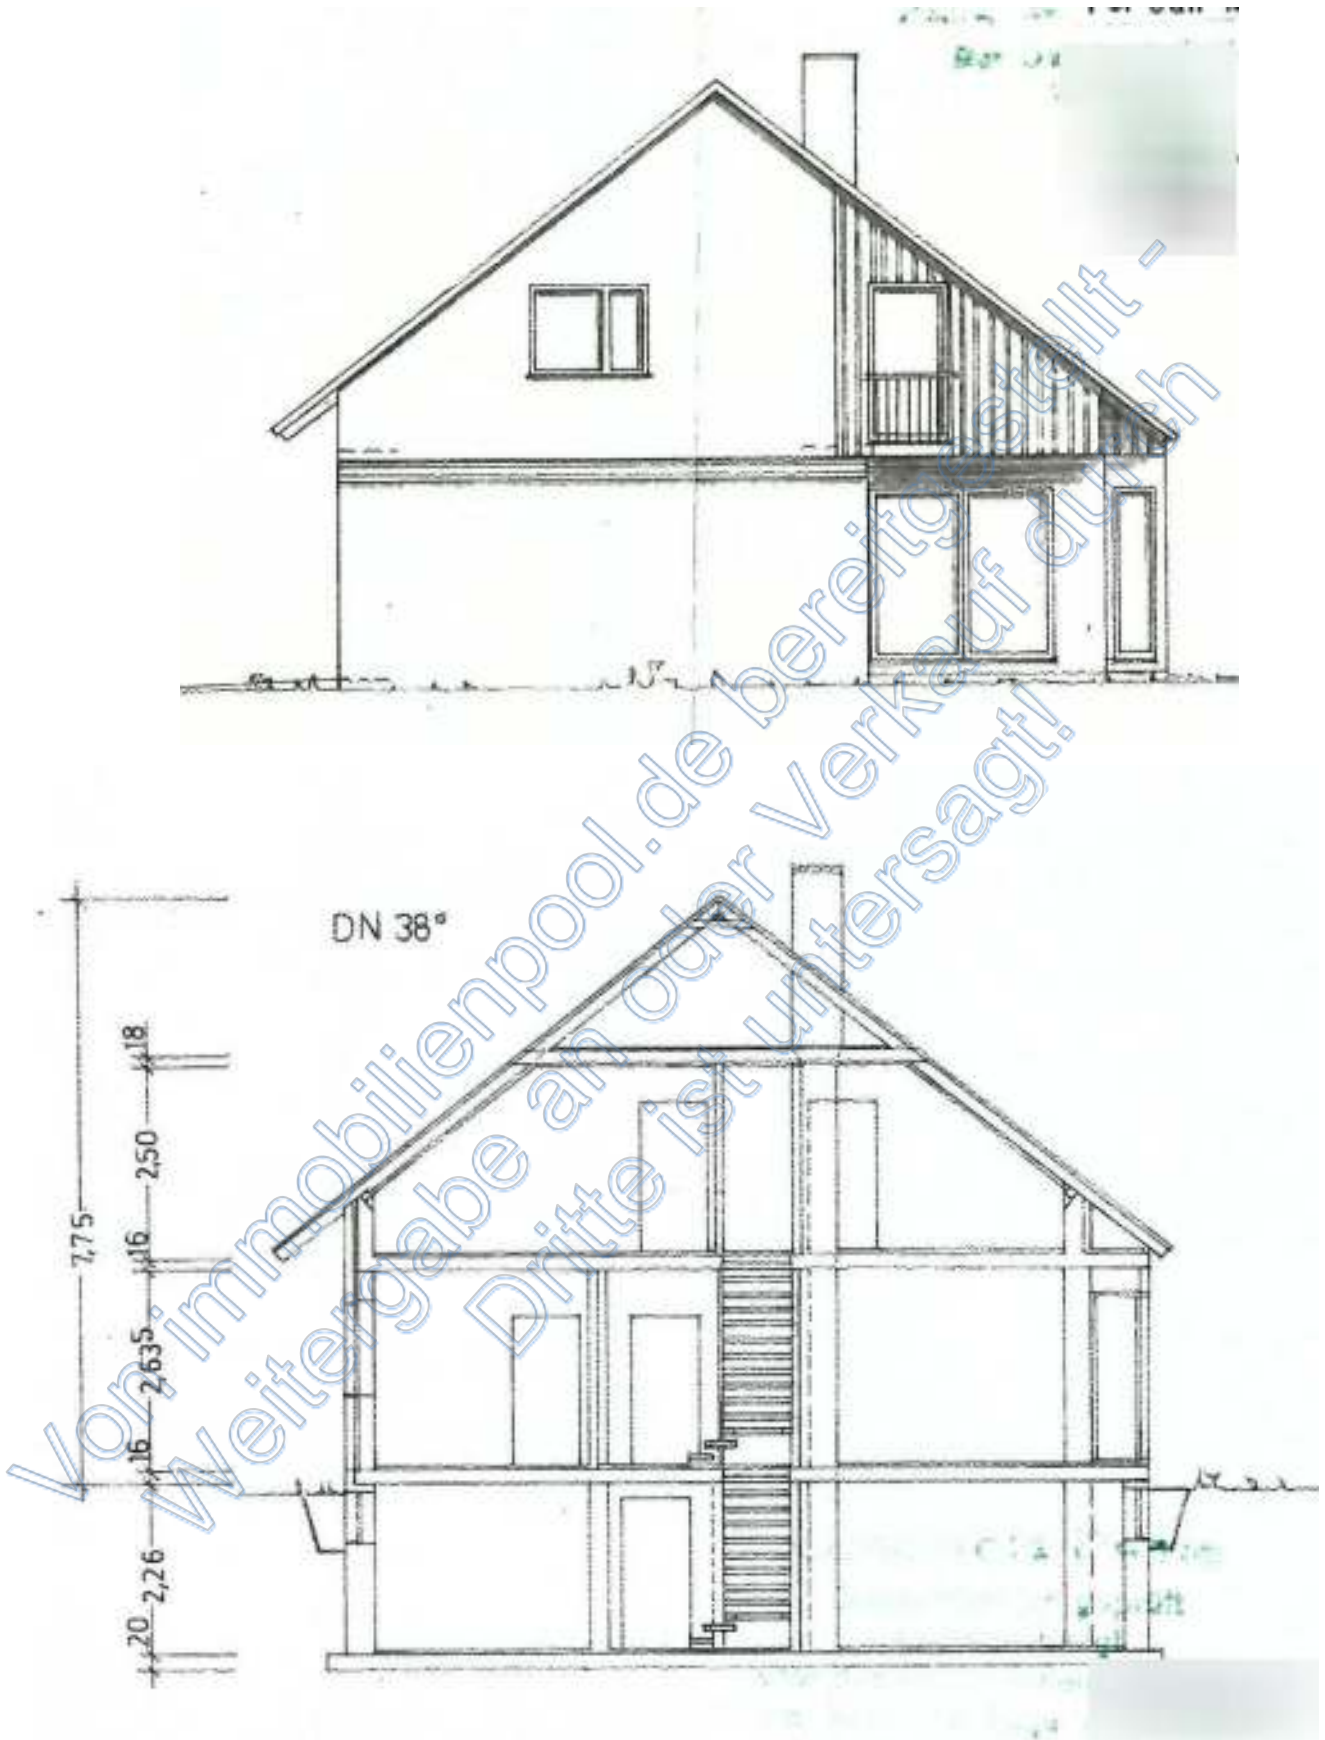 DN 38°
18
2,50
16
7,75
2,635
16
2,26
20
Von immobilienpool.de bereitgestellt -
Weitergabe an oder Verkauf durch
Dritte ist untersagt!